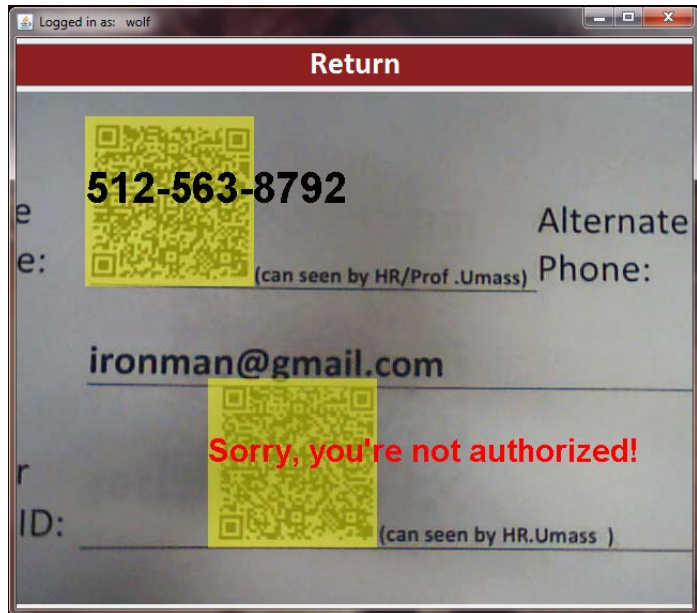 Logged in as: wolf
Return
512-563-8792
e
Alternate
e:
(can seen by HR/Prof .Umass)
Phone:
ironman@gmail.com
Sorry, you're not authorized!
r
ID:
(can seen by HR.Umass )